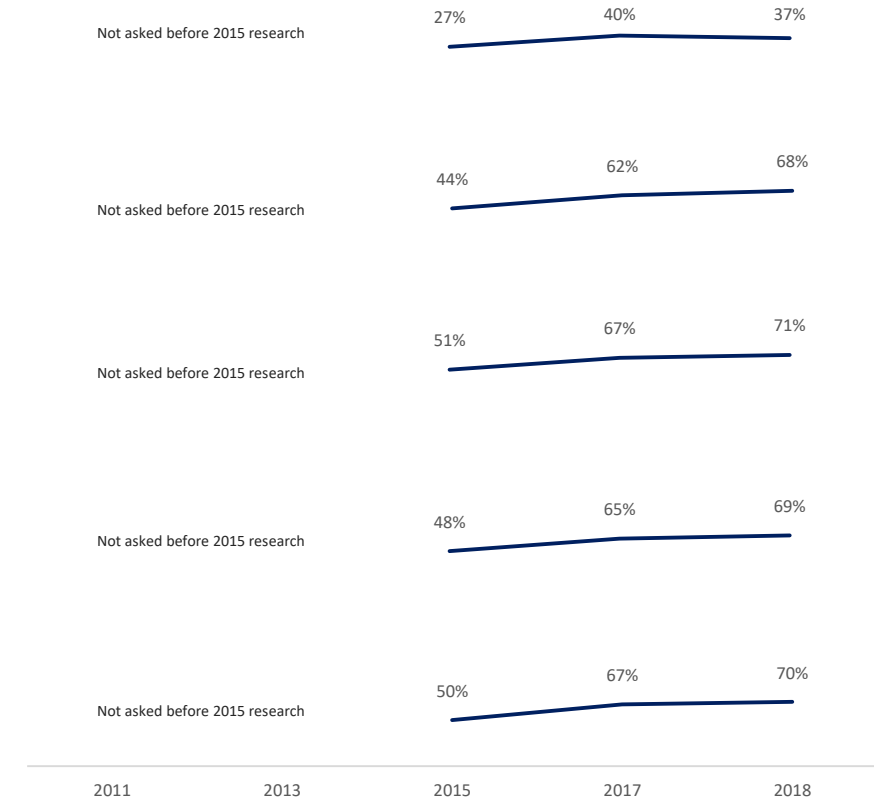 27% 40% 37%
Not asked before 2015 research
44% 62% 68%
Not asked before 2015 research
51% 67% 71%
Not asked before 2015 research
48% 65% 69%
Not asked before 2015 research
50% 67% 70%
Not asked before 2015 research
2011 2013 2015 2017 2018